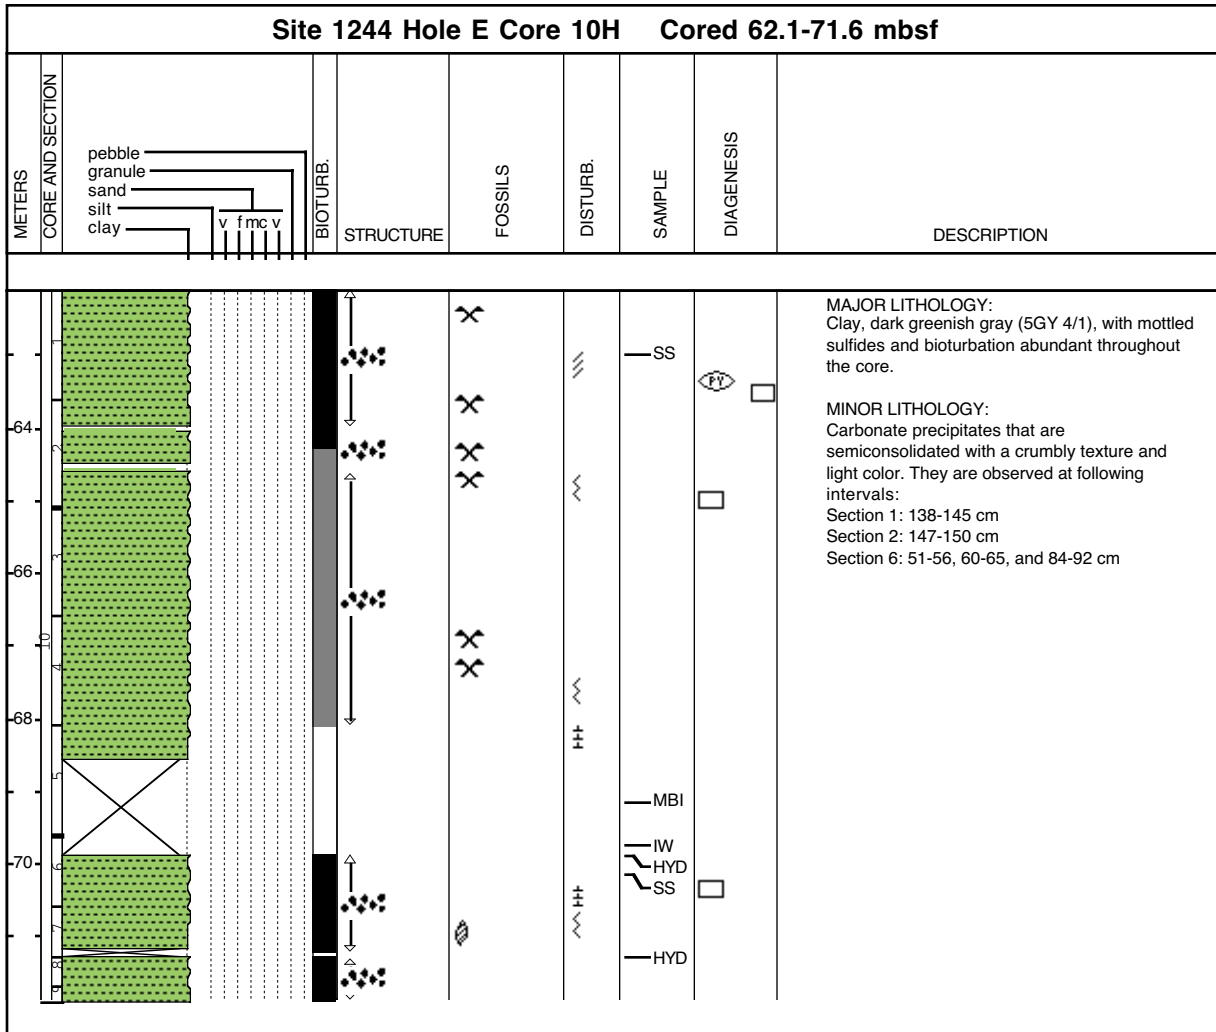 Site 1244 Hole E Core 10H Cored 62.1-71.6 mbsf
METERS
CORE AND SECTION
pebble
granule
sand
silt
clay
v f mc v
BIOTURB.
STRUCTURE
FOSSILS
DISTURB.
SAMPLE
DIAGENESIS
DESCRIPTION
MAJOR LITHOLOGY:
Clay, dark greenish gray (5GY 4/1), with mottled
sulfides and bioturbation abundant throughout
the core.
MINOR LITHOLOGY:
Carbonate precipitates that are
semiconsolidated with a crumbly texture and
light color. They are observed at following
intervals:
Section 1: 138-145 cm
Section 2: 147-150 cm
Section 6: 51-56, 60-65, and 84-92 cm
64
66
68
70
10
1
2
3
4
5
6
7
8
9
SS
MBI
IW
HYD
SS
HYD
PY